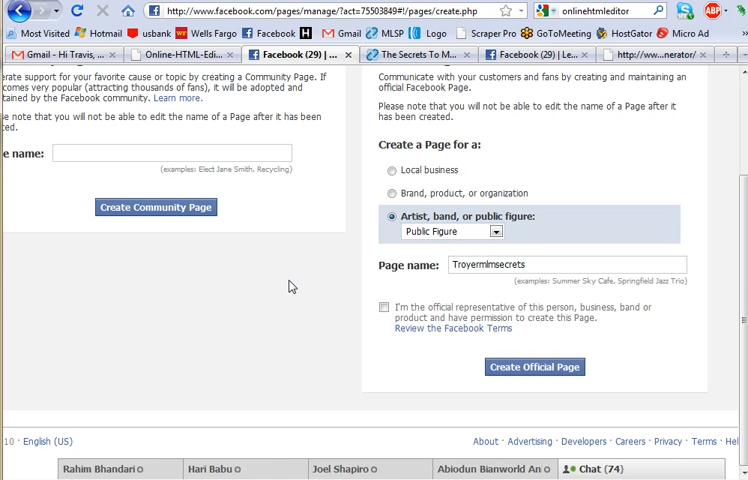 http://www.facebook.com/pages/manage/?act=75503849#!/pages/create.php
onlinehtmleditor
Most Visited Hotmail usbank Wells Fargo Facebook H Gmail MLSP Logo Scraper Pro GoToMeeting HostGator Micro Ad
Gmail - Hi Travis, ... Online-HTML-Edi... Facebook (29) | ... The Secrets To M... Facebook (29) | Le... http://ww...nerator/
erate support for your favorite cause or topic by creating a Community Page. If
comes very popular (attracting thousands of fans), it will be adopted and
tained by the Facebook community. Learn more.
se note that you will not be able to edit the name of a Page after it has been
ed.
e name:
(examples: Elect Jane Smith, Recycling)
Create Community Page
Communicate with your customers and fans by creating and maintaining an
official Facebook Page.
Please note that you will not be able to edit the name of a Page after it
has been created.
Create a Page for a:
Local business
Brand, product, or organization
Artist, band, or public figure:
Public Figure
Page name: Troyermlmsecrets
(examples: Summer Sky Cafe, Springfield Jazz Trio)
I'm the official representative of this person, business, band or
product and have permission to create this Page.
Review the Facebook Terms
Create Official Page
10 · English (US)
About · Advertising · Developers · Careers · Privacy · Terms · Hel
Rahim Bhandari Hari Babu Joel Shapiro Abiodun Bianworld An Chat (74)